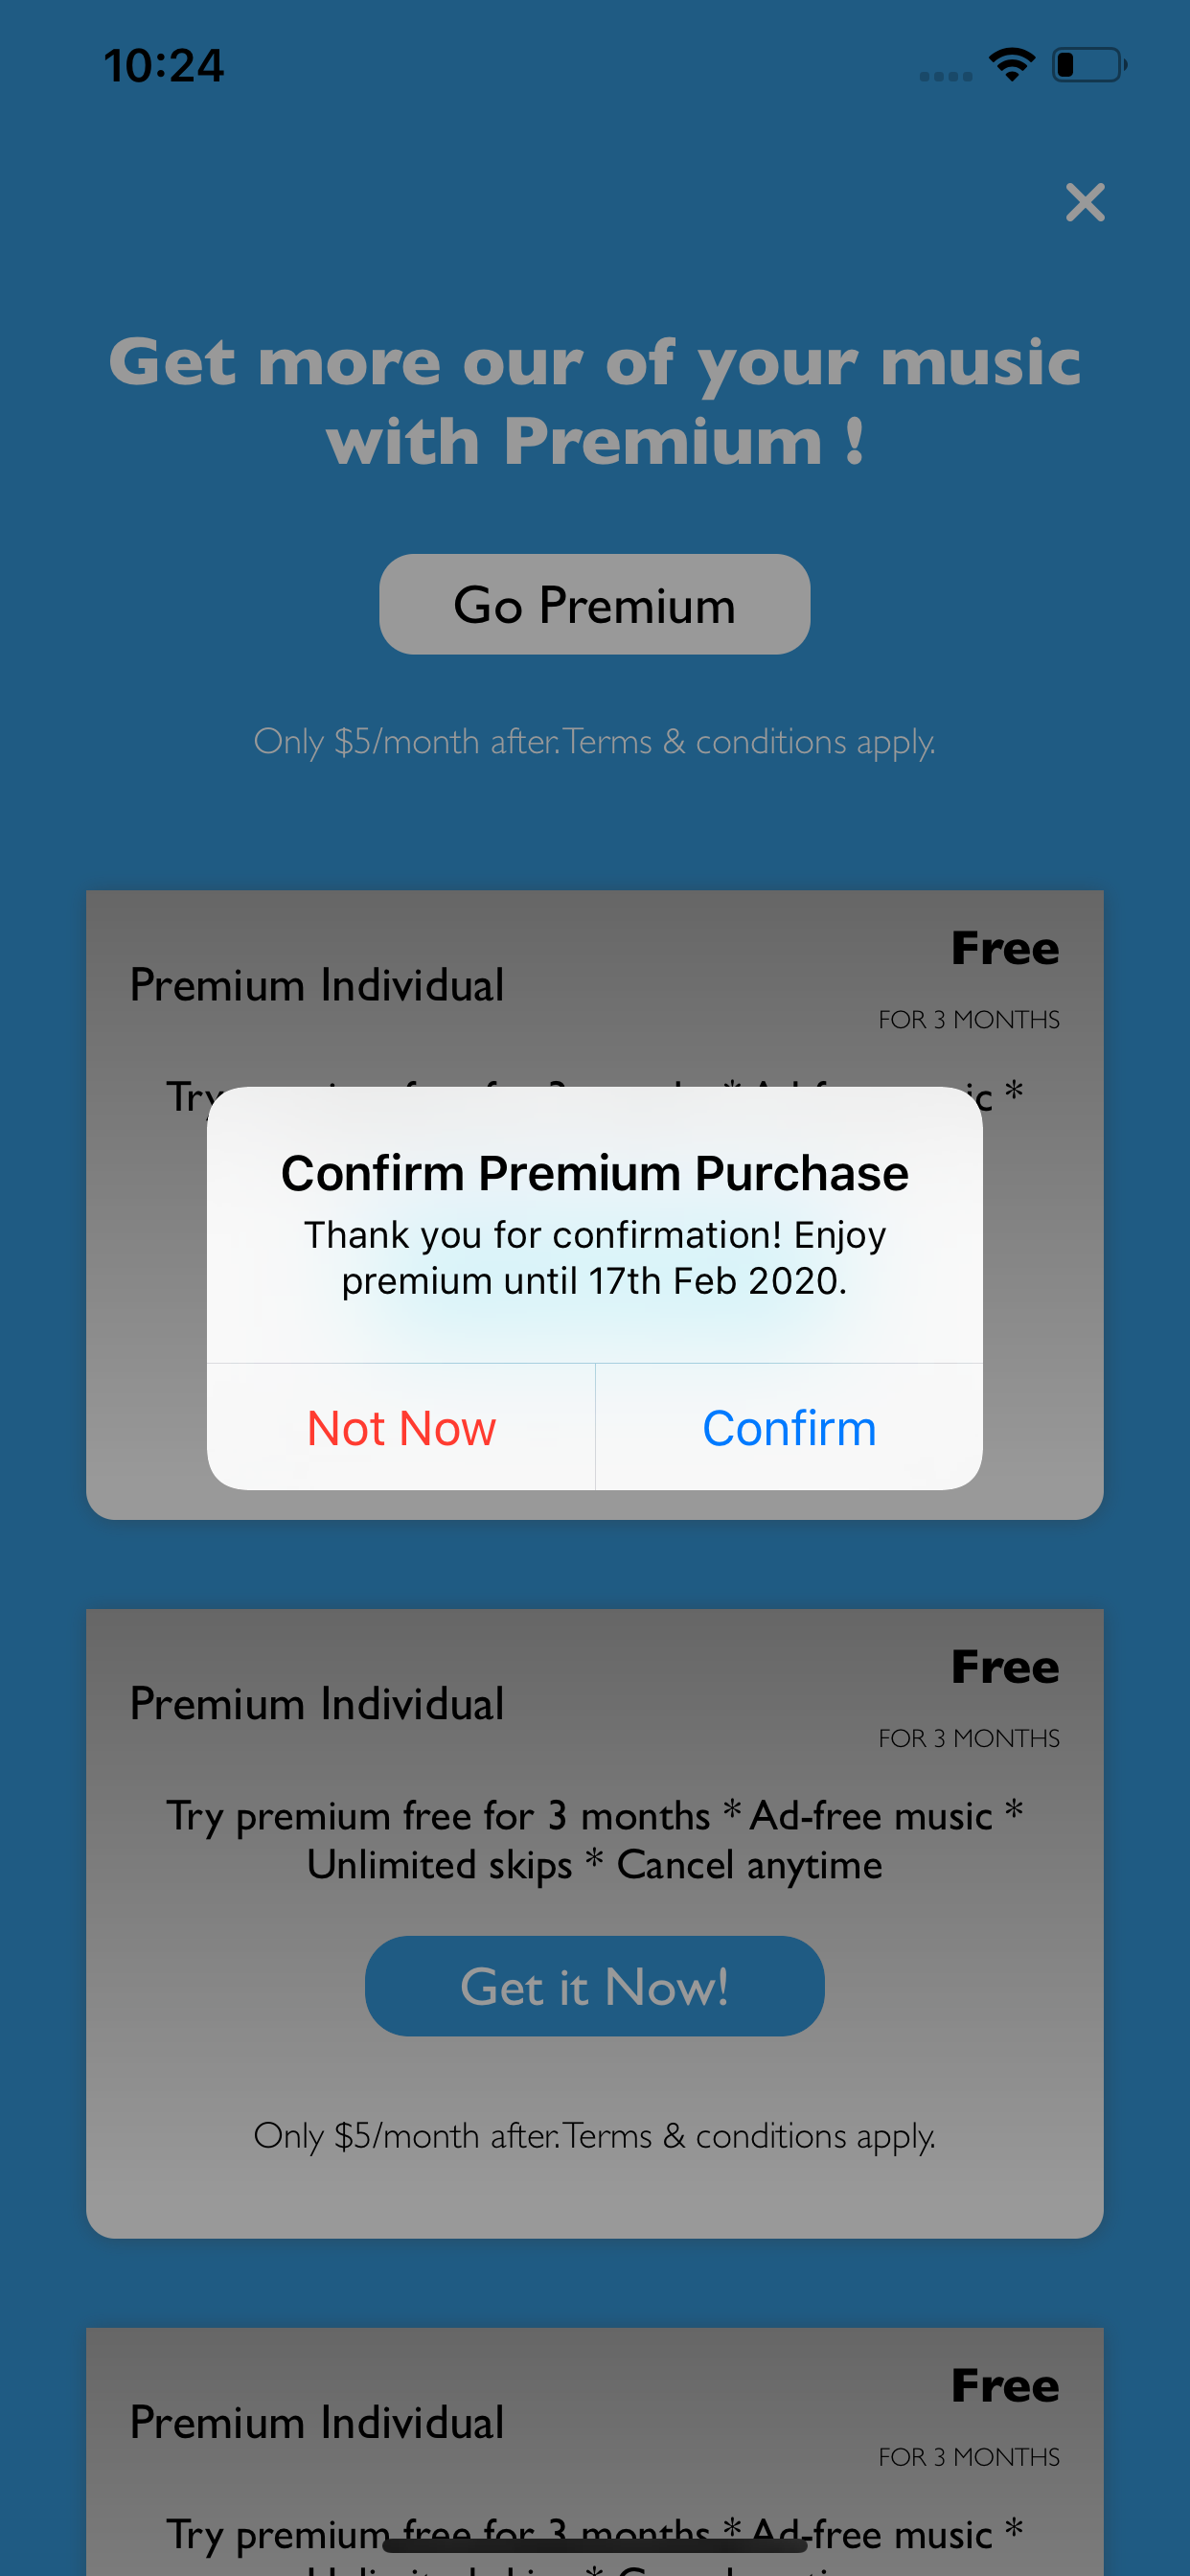 10:24
Get more our of your music
with Premium !
Go Premium
Only $5/month after. Terms & conditions apply.
Free
Premium Individual
FOR 3 MONTHS
Confirm Premium Purchase
Thank you for confirmation! Enjoy
premium until 17th Feb 2020.
Not Now
Confirm
Free
Premium Individual
FOR 3 MONTHS
Try premium free for 3 months * Ad-free music *
Unlimited skips * Cancel anytime
Get it Now!
Only $5/month after. Terms & conditions apply.
Free
Premium Individual
FOR 3 MONTHS
Try premium free for 3 months * Ad-free music *